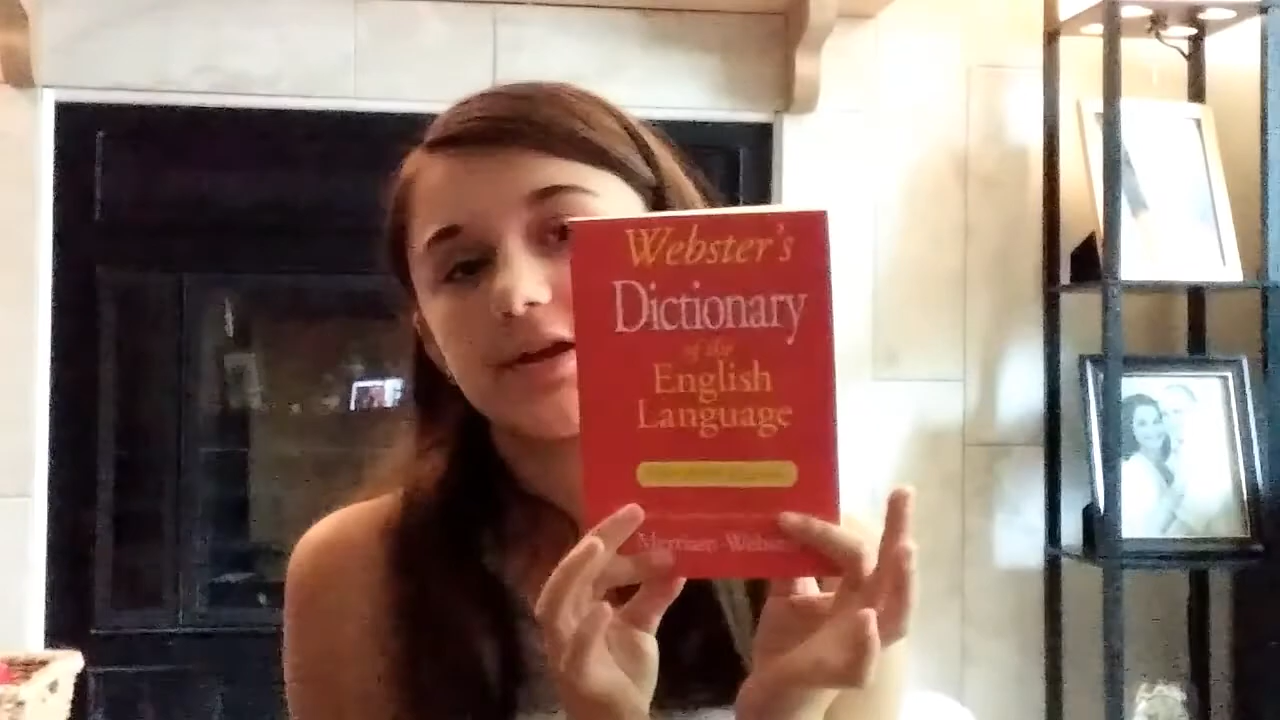 Webster's
Dictionary
of the
English
Language
Merriam-Webster